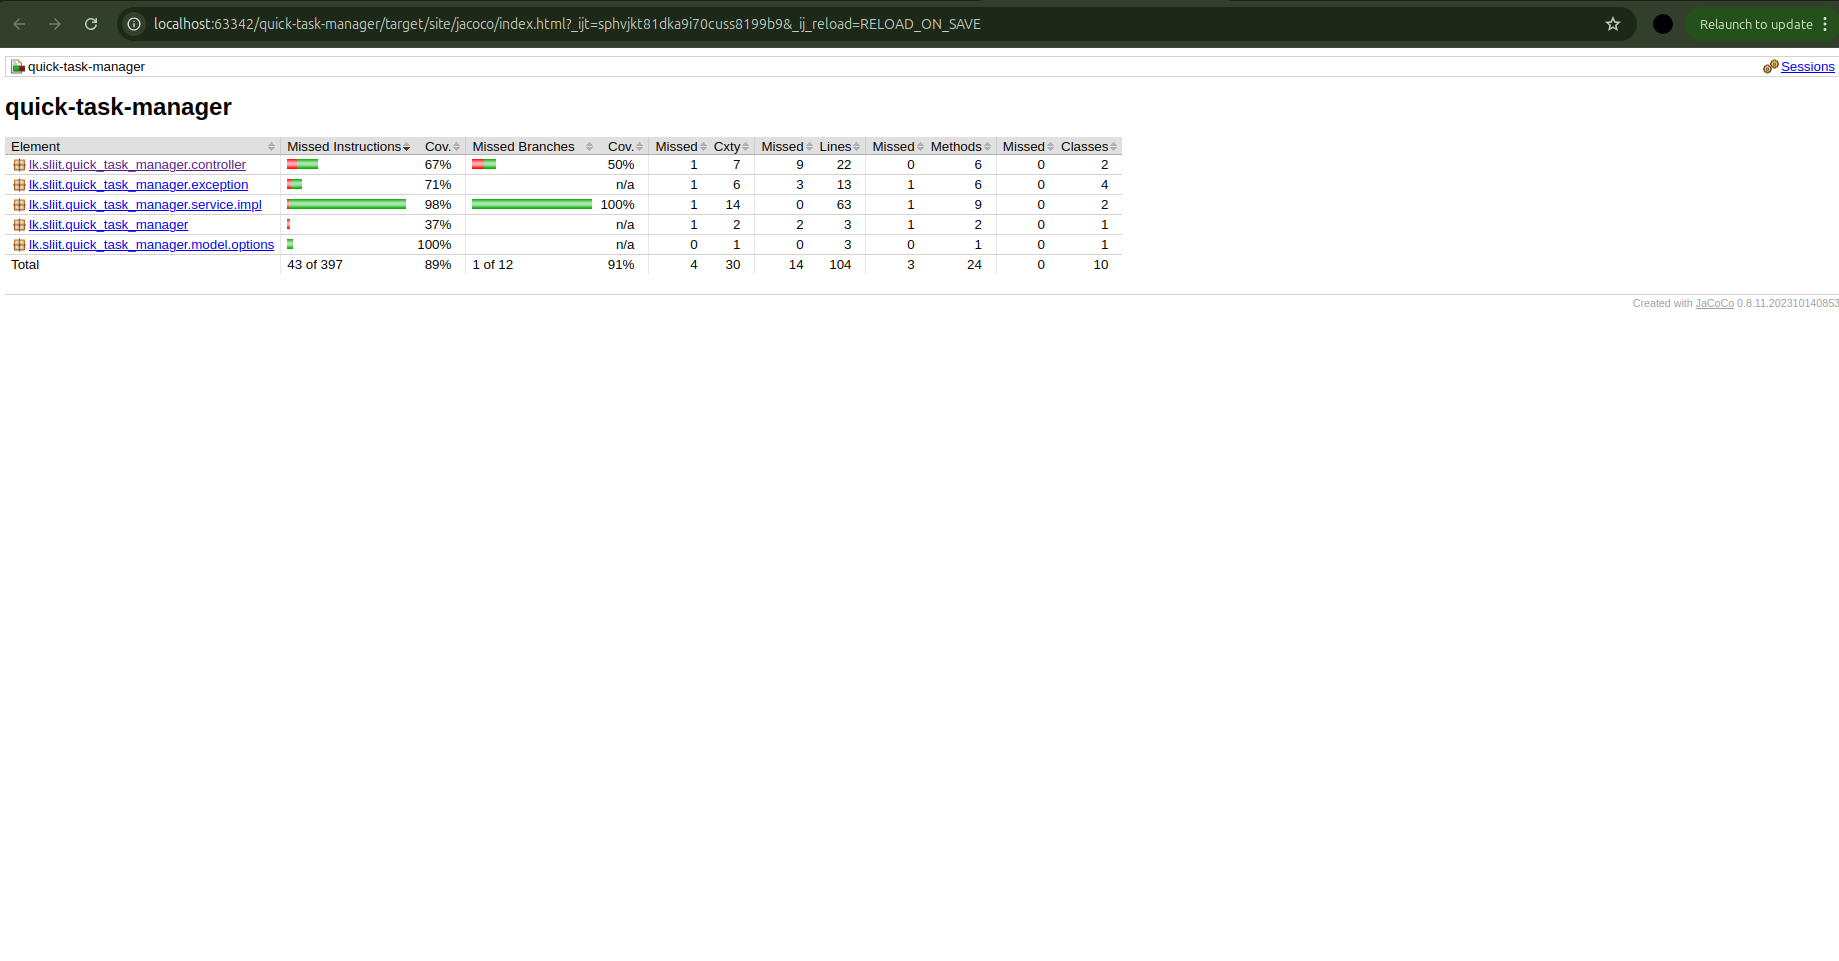 localhost:63342/quick-task-manager/target/site/jacoco/index.html?_ijt=sphvjkt81dka9i70cuss8199b9&_ij_reload=RELOAD_ON_SAVE Relaunch to update
quick-task-manager Sessions
quick-task-manager
Element Missed Instructions Cov. Missed Branches Cov. Missed Cxty Missed Lines Missed Methods Missed Classes
lk.sliit.quick_task_manager.controller 67% 50% 1 7 9 22 0 6 0 2
lk.sliit.quick_task_manager.exception 71% n/a 1 6 3 13 1 6 0 4
lk.sliit.quick_task_manager.service.impl 98% 100% 1 14 0 63 1 9 0 2
lk.sliit.quick_task_manager 37% n/a 1 2 2 3 1 2 0 1
lk.sliit.quick_task_manager.model.options 100% n/a 0 1 0 3 0 1 0 1
Total 43 of 397 89% 1 of 12 91% 4 30 14 104 3 24 0 10
Created with JaCoCo 0.8.11.202310140853